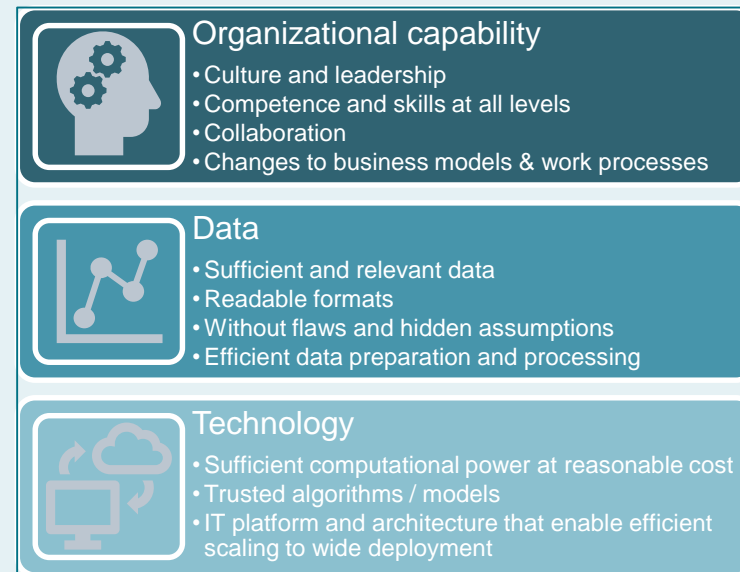 Organizational capability
• Culture and leadership
• Competence and skills at all levels
• Collaboration
• Changes to business models & work processes
Data
• Sufficient and relevant data
• Readable formats
• Without flaws and hidden assumptions
• Efficient data preparation and processing
Technology
• Sufficient computational power at reasonable cost
• Trusted algorithms / models
• IT platform and architecture that enable efficient
scaling to wide deployment